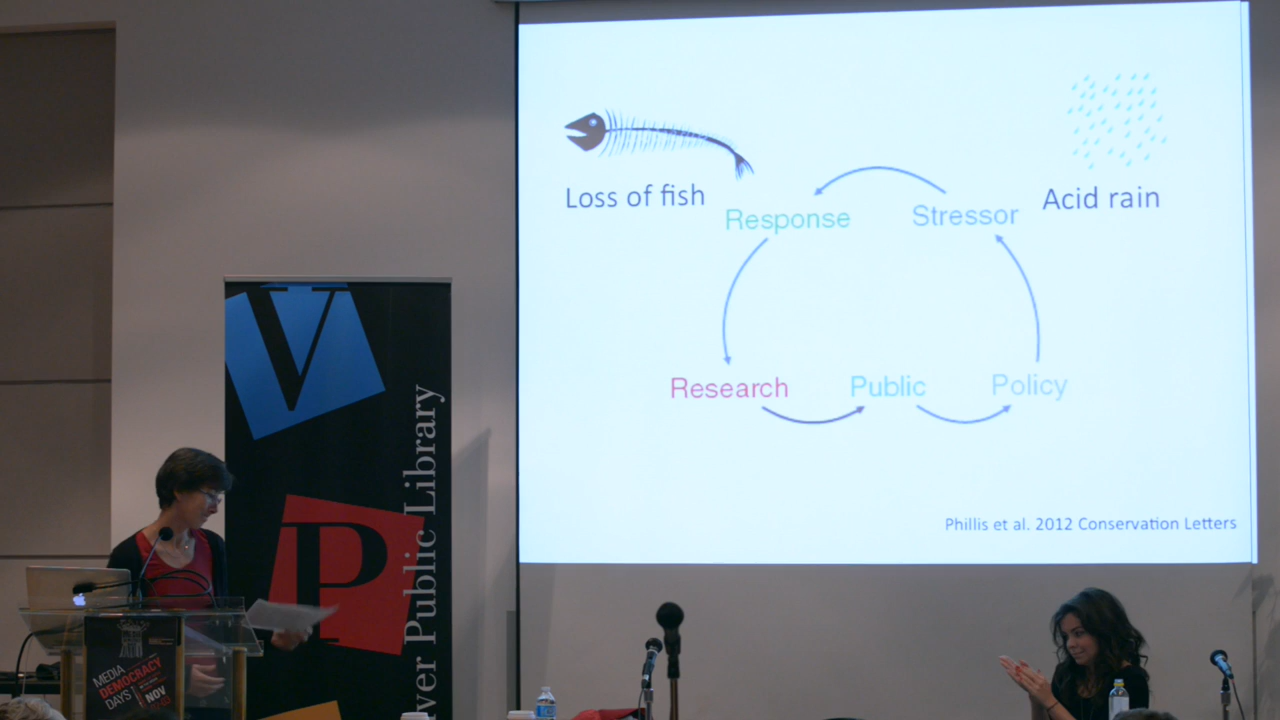 Loss of fish
Acid rain
Response
Stressor
Research
Public
Policy
Phillis et al. 2012 Conservation Letters
V
P
ver Public Library
MEDIA
DEMOCRACY
DAYS
NOV